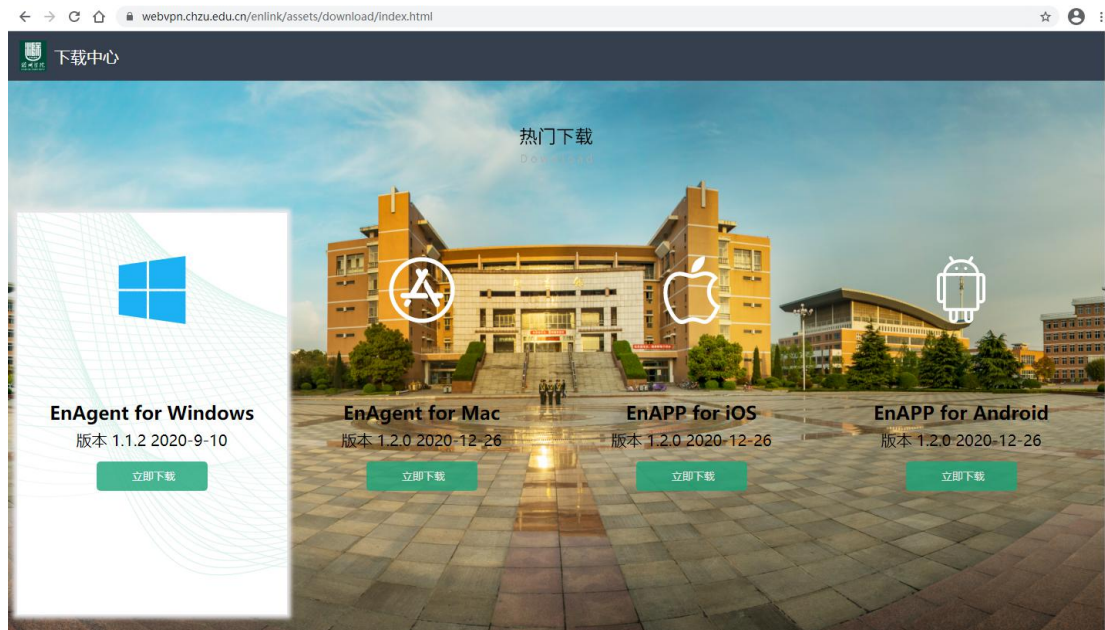 webvpn.chzu.edu.cn/enlink/assets/download/index.html
下载中心
热门下载
Download
EnAgent for Windows
版本 1.1.2 2020-9-10
立即下载
EnAgent for Mac
版本 1.2.0 2020-12-26
立即下载
EnAPP for iOS
版本 1.2.0 2020-12-26
立即下载
EnAPP for Android
版本 1.2.0 2020-12-26
立即下载